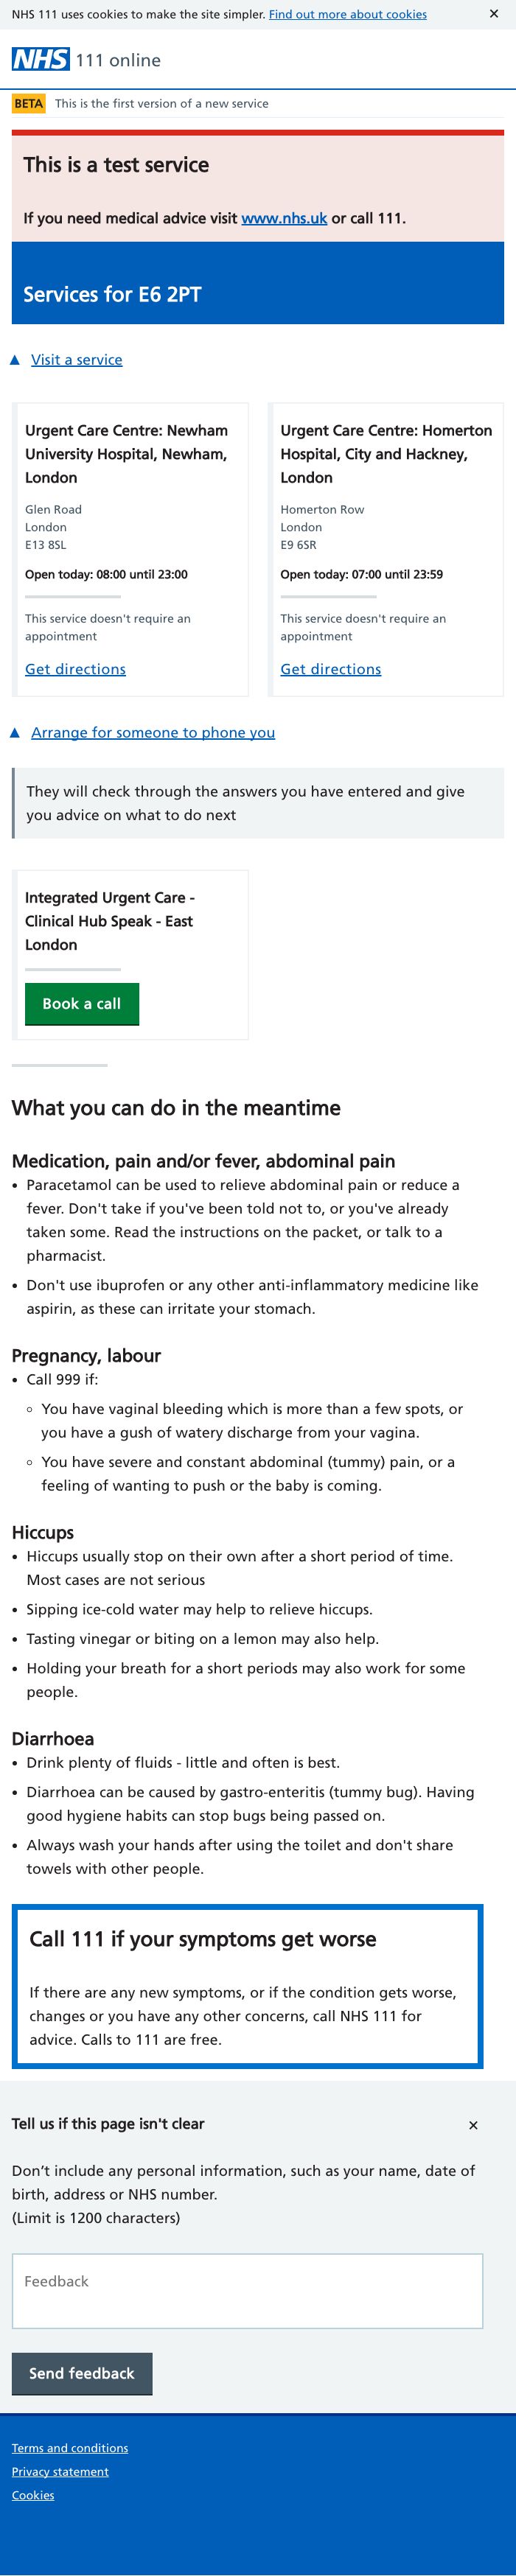 NHS 111 uses cookies to make the site simpler. Find out more about cookies ✕
NHS 111 online
BETA This is the first version of a new service
This is a test service
If you need medical advice visit www.nhs.uk or call 111.
Services for E6 2PT
▲ Visit a service
Urgent Care Centre: Newham
University Hospital, Newham,
London
Glen Road
London
E13 8SL
Open today: 08:00 until 23:00
This service doesn't require an
appointment
Get directions
Urgent Care Centre: Homerton
Hospital, City and Hackney,
London
Homerton Row
London
E9 6SR
Open today: 07:00 until 23:59
This service doesn't require an
appointment
Get directions
▲ Arrange for someone to phone you
They will check through the answers you have entered and give
you advice on what to do next
Integrated Urgent Care -
Clinical Hub Speak - East
London
Book a call
What you can do in the meantime
Medication, pain and/or fever, abdominal pain
• Paracetamol can be used to relieve abdominal pain or reduce a
fever. Don't take if you've been told not to, or you've already
taken some. Read the instructions on the packet, or talk to a
pharmacist.
• Don't use ibuprofen or any other anti-inflammatory medicine like
aspirin, as these can irritate your stomach.
Pregnancy, labour
• Call 999 if:
◦ You have vaginal bleeding which is more than a few spots, or
you have a gush of watery discharge from your vagina.
◦ You have severe and constant abdominal (tummy) pain, or a
feeling of wanting to push or the baby is coming.
Hiccups
• Hiccups usually stop on their own after a short period of time.
Most cases are not serious
• Sipping ice-cold water may help to relieve hiccups.
• Tasting vinegar or biting on a lemon may also help.
• Holding your breath for a short periods may also work for some
people.
Diarrhoea
• Drink plenty of fluids - little and often is best.
• Diarrhoea can be caused by gastro-enteritis (tummy bug). Having
good hygiene habits can stop bugs being passed on.
• Always wash your hands after using the toilet and don't share
towels with other people.
Call 111 if your symptoms get worse
If there are any new symptoms, or if the condition gets worse,
changes or you have any other concerns, call NHS 111 for
advice. Calls to 111 are free.
Tell us if this page isn't clear ✕
Don’t include any personal information, such as your name, date of
birth, address or NHS number.
(Limit is 1200 characters)
Feedback
Send feedback
Terms and conditions
Privacy statement
Cookies